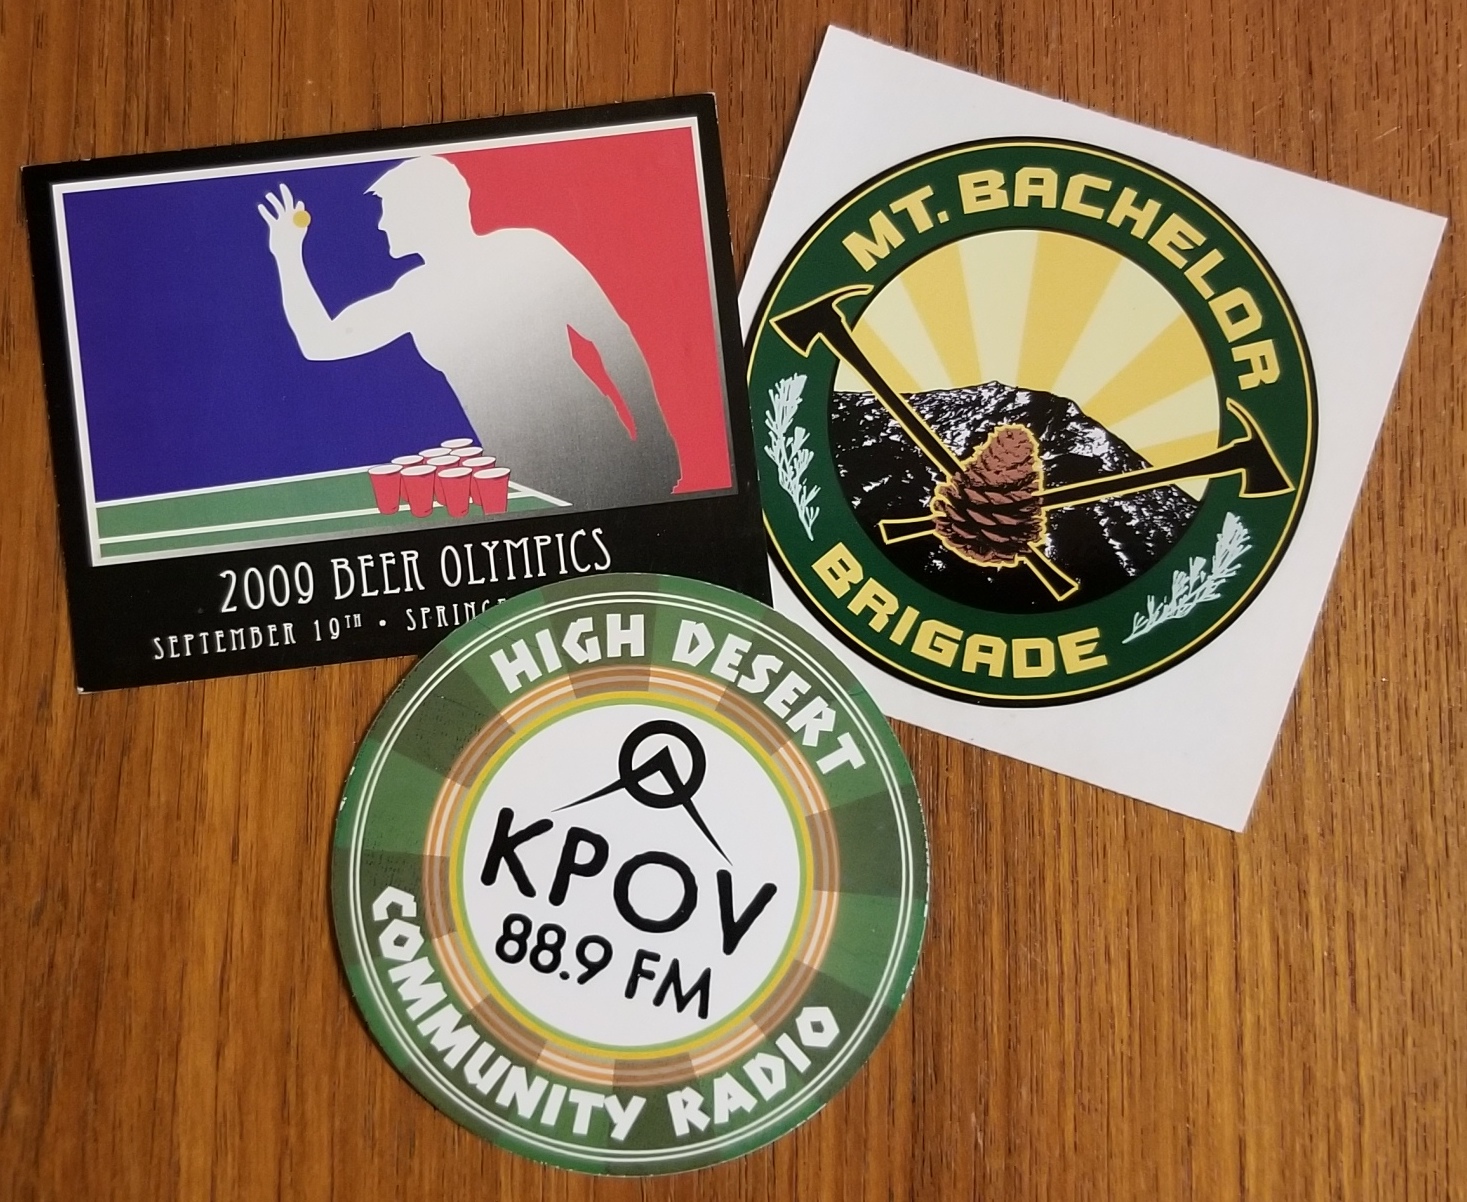 2009 BEER OLYMPICS
SEPTEMBER 19TH •
MT. BACHELOR
BRIGADE
HIGH DESERT
KPOV
88.9 FM
COMMUNITY RADIO